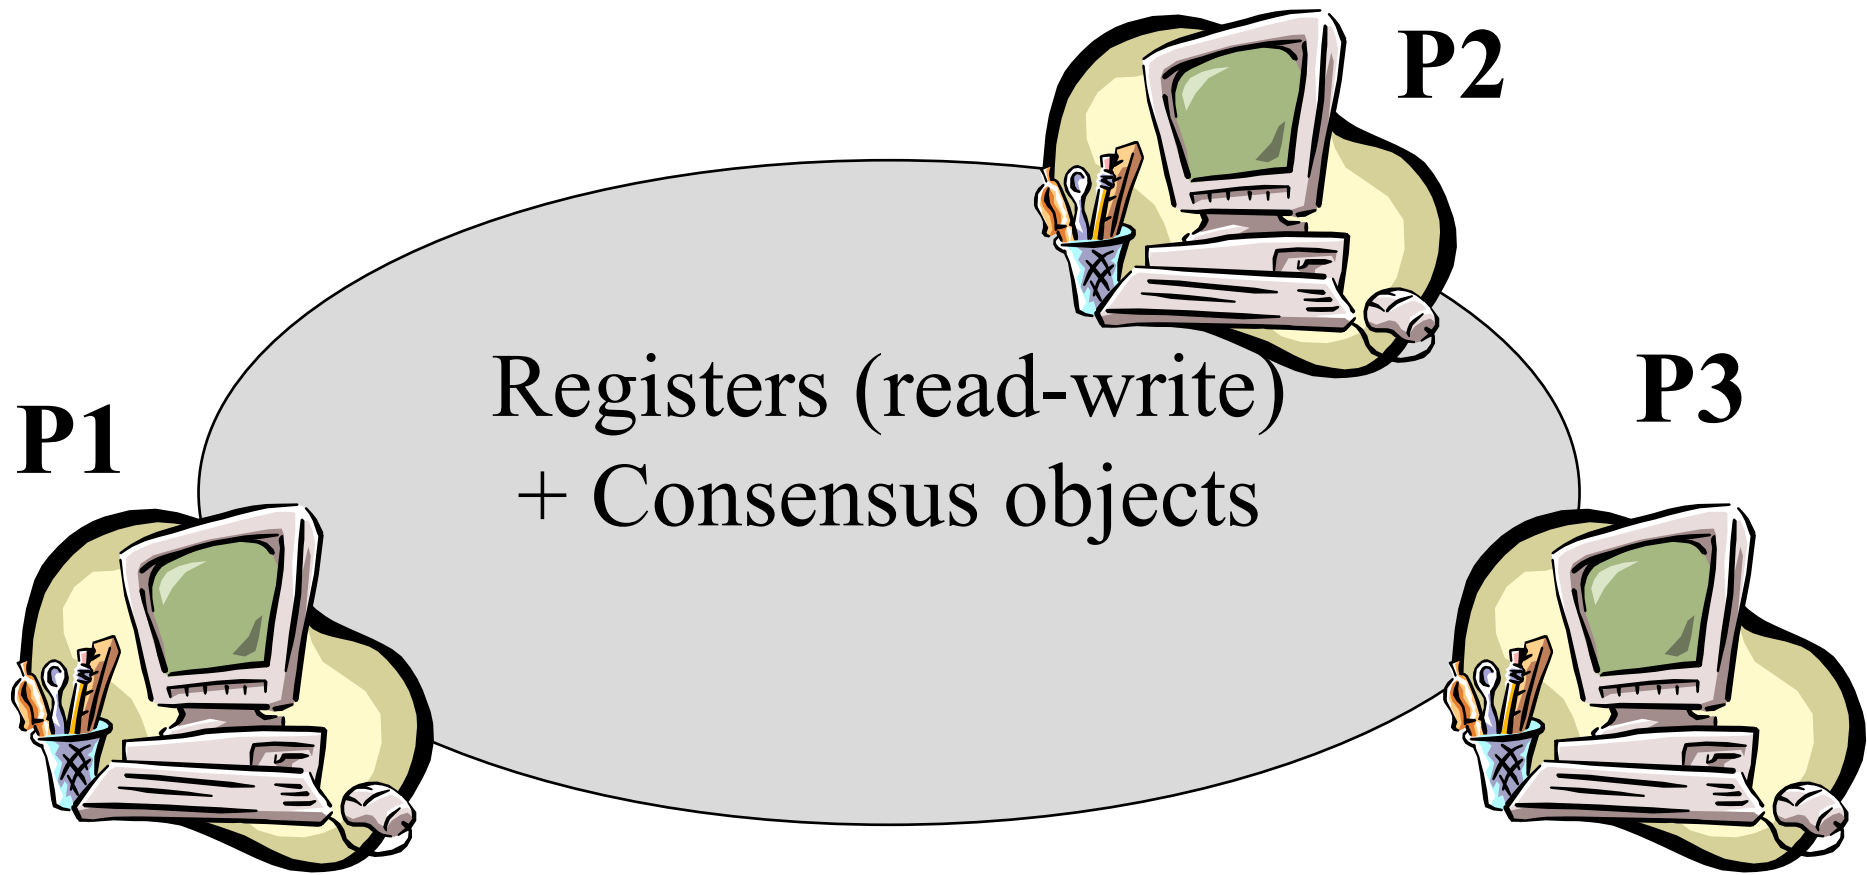 P2
Registers (read-write)
P3
P1
+ Consensus objects